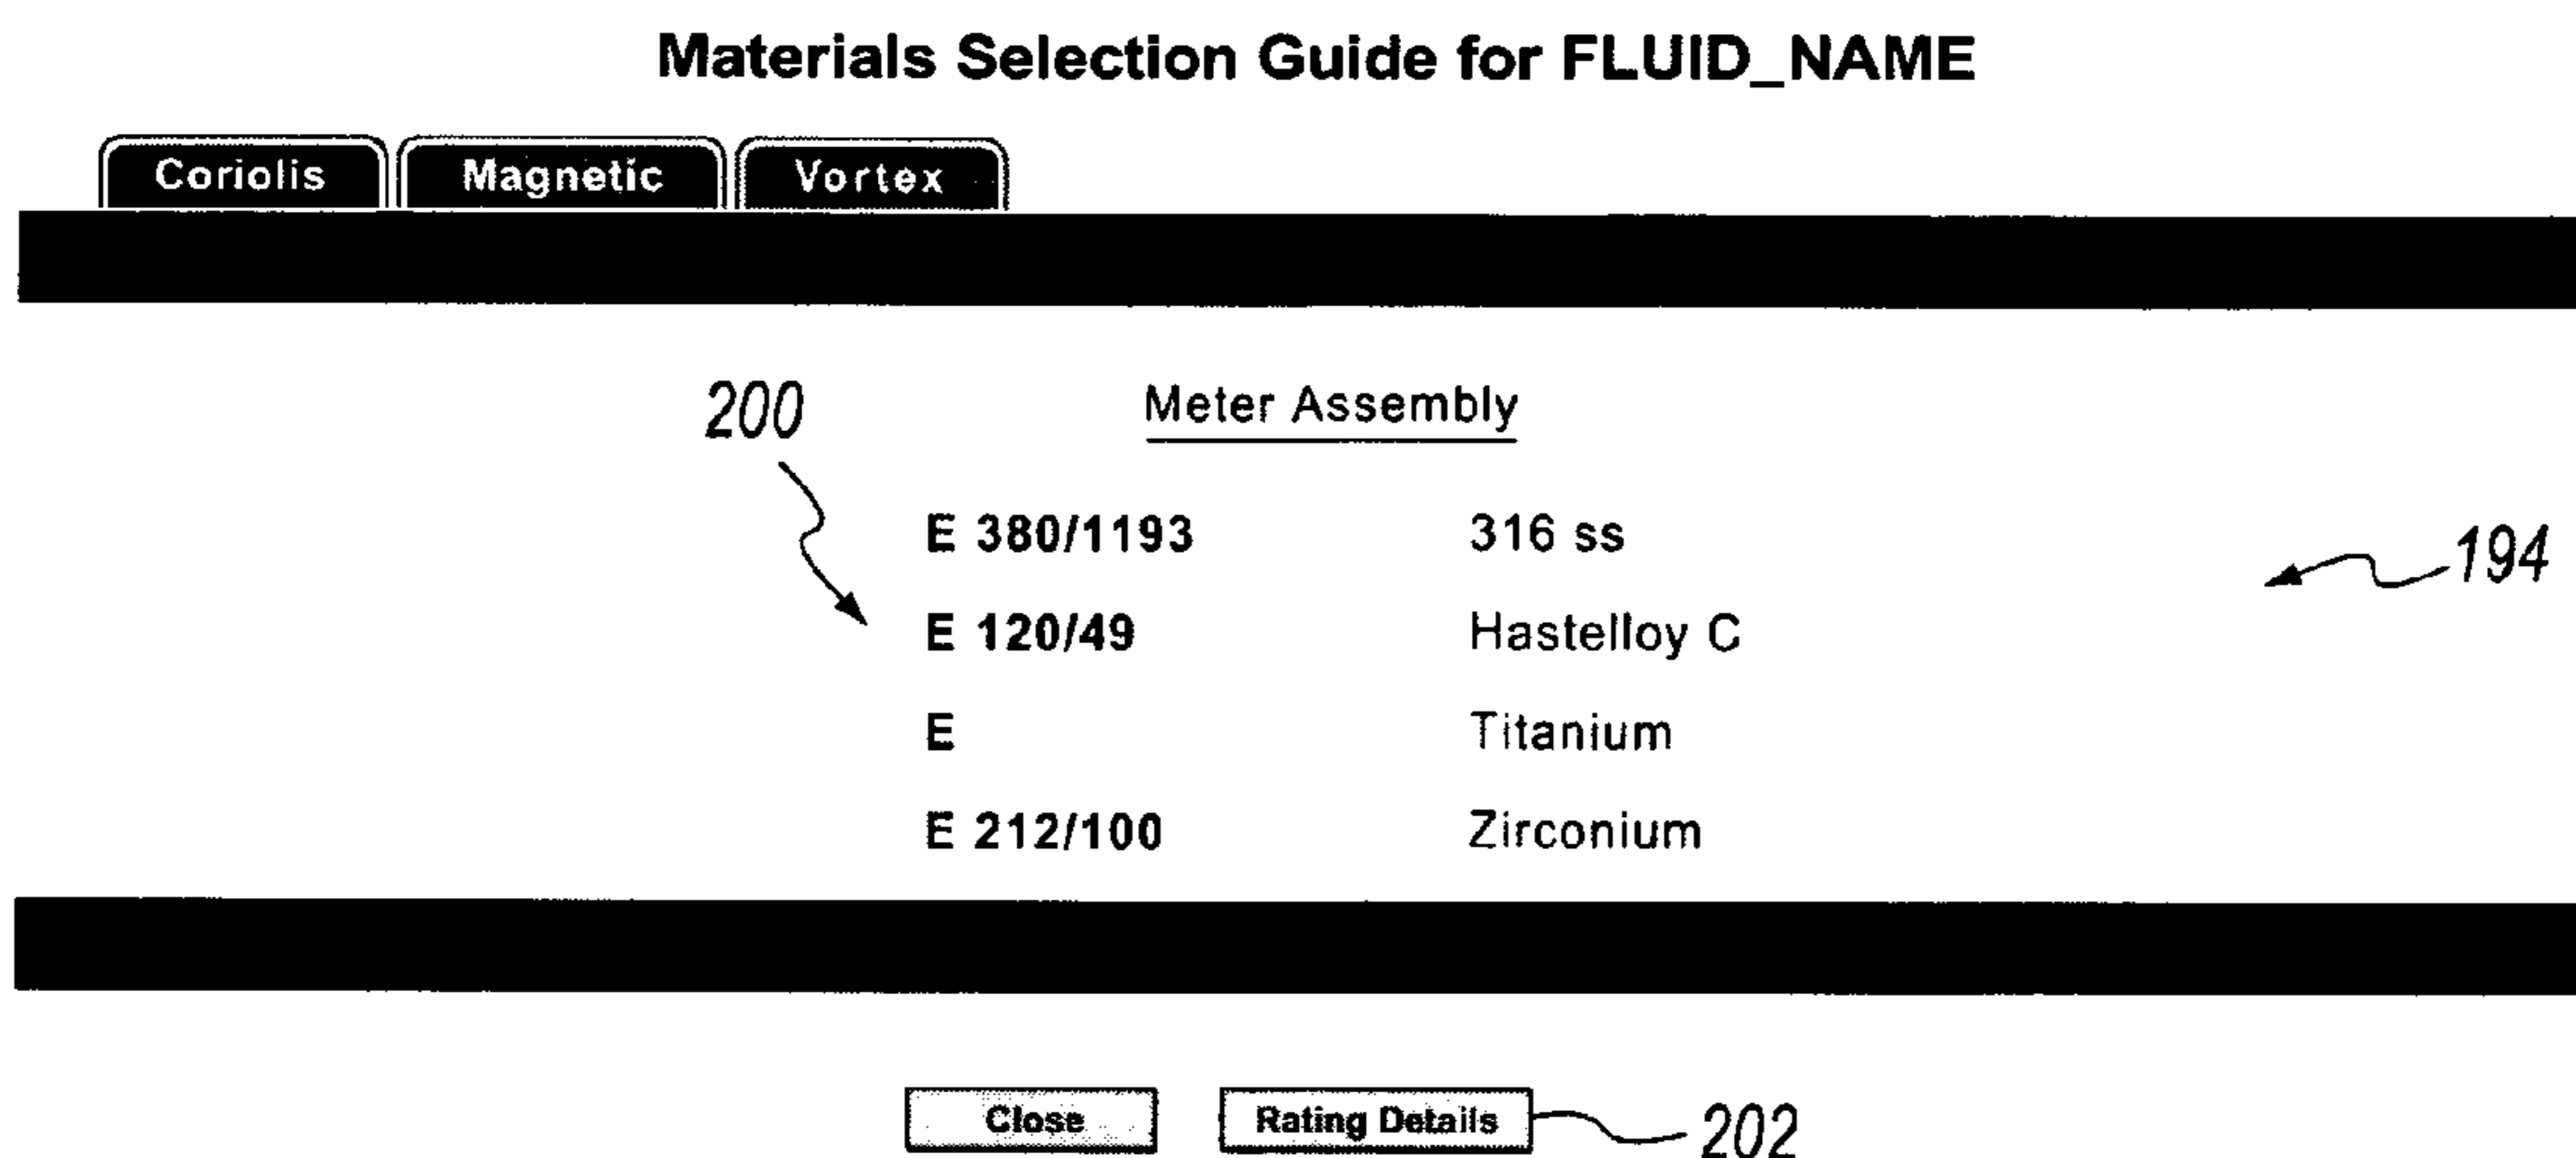 Materials Selection Guide for FLUID_NAME
Coriolis Magnetic Vortex
200 Meter Assembly
E 380/1193 316 ss
194
E 120/49 Hastelloy C
E Titanium
E 212/100 Zirconium
Close Rating Details 202